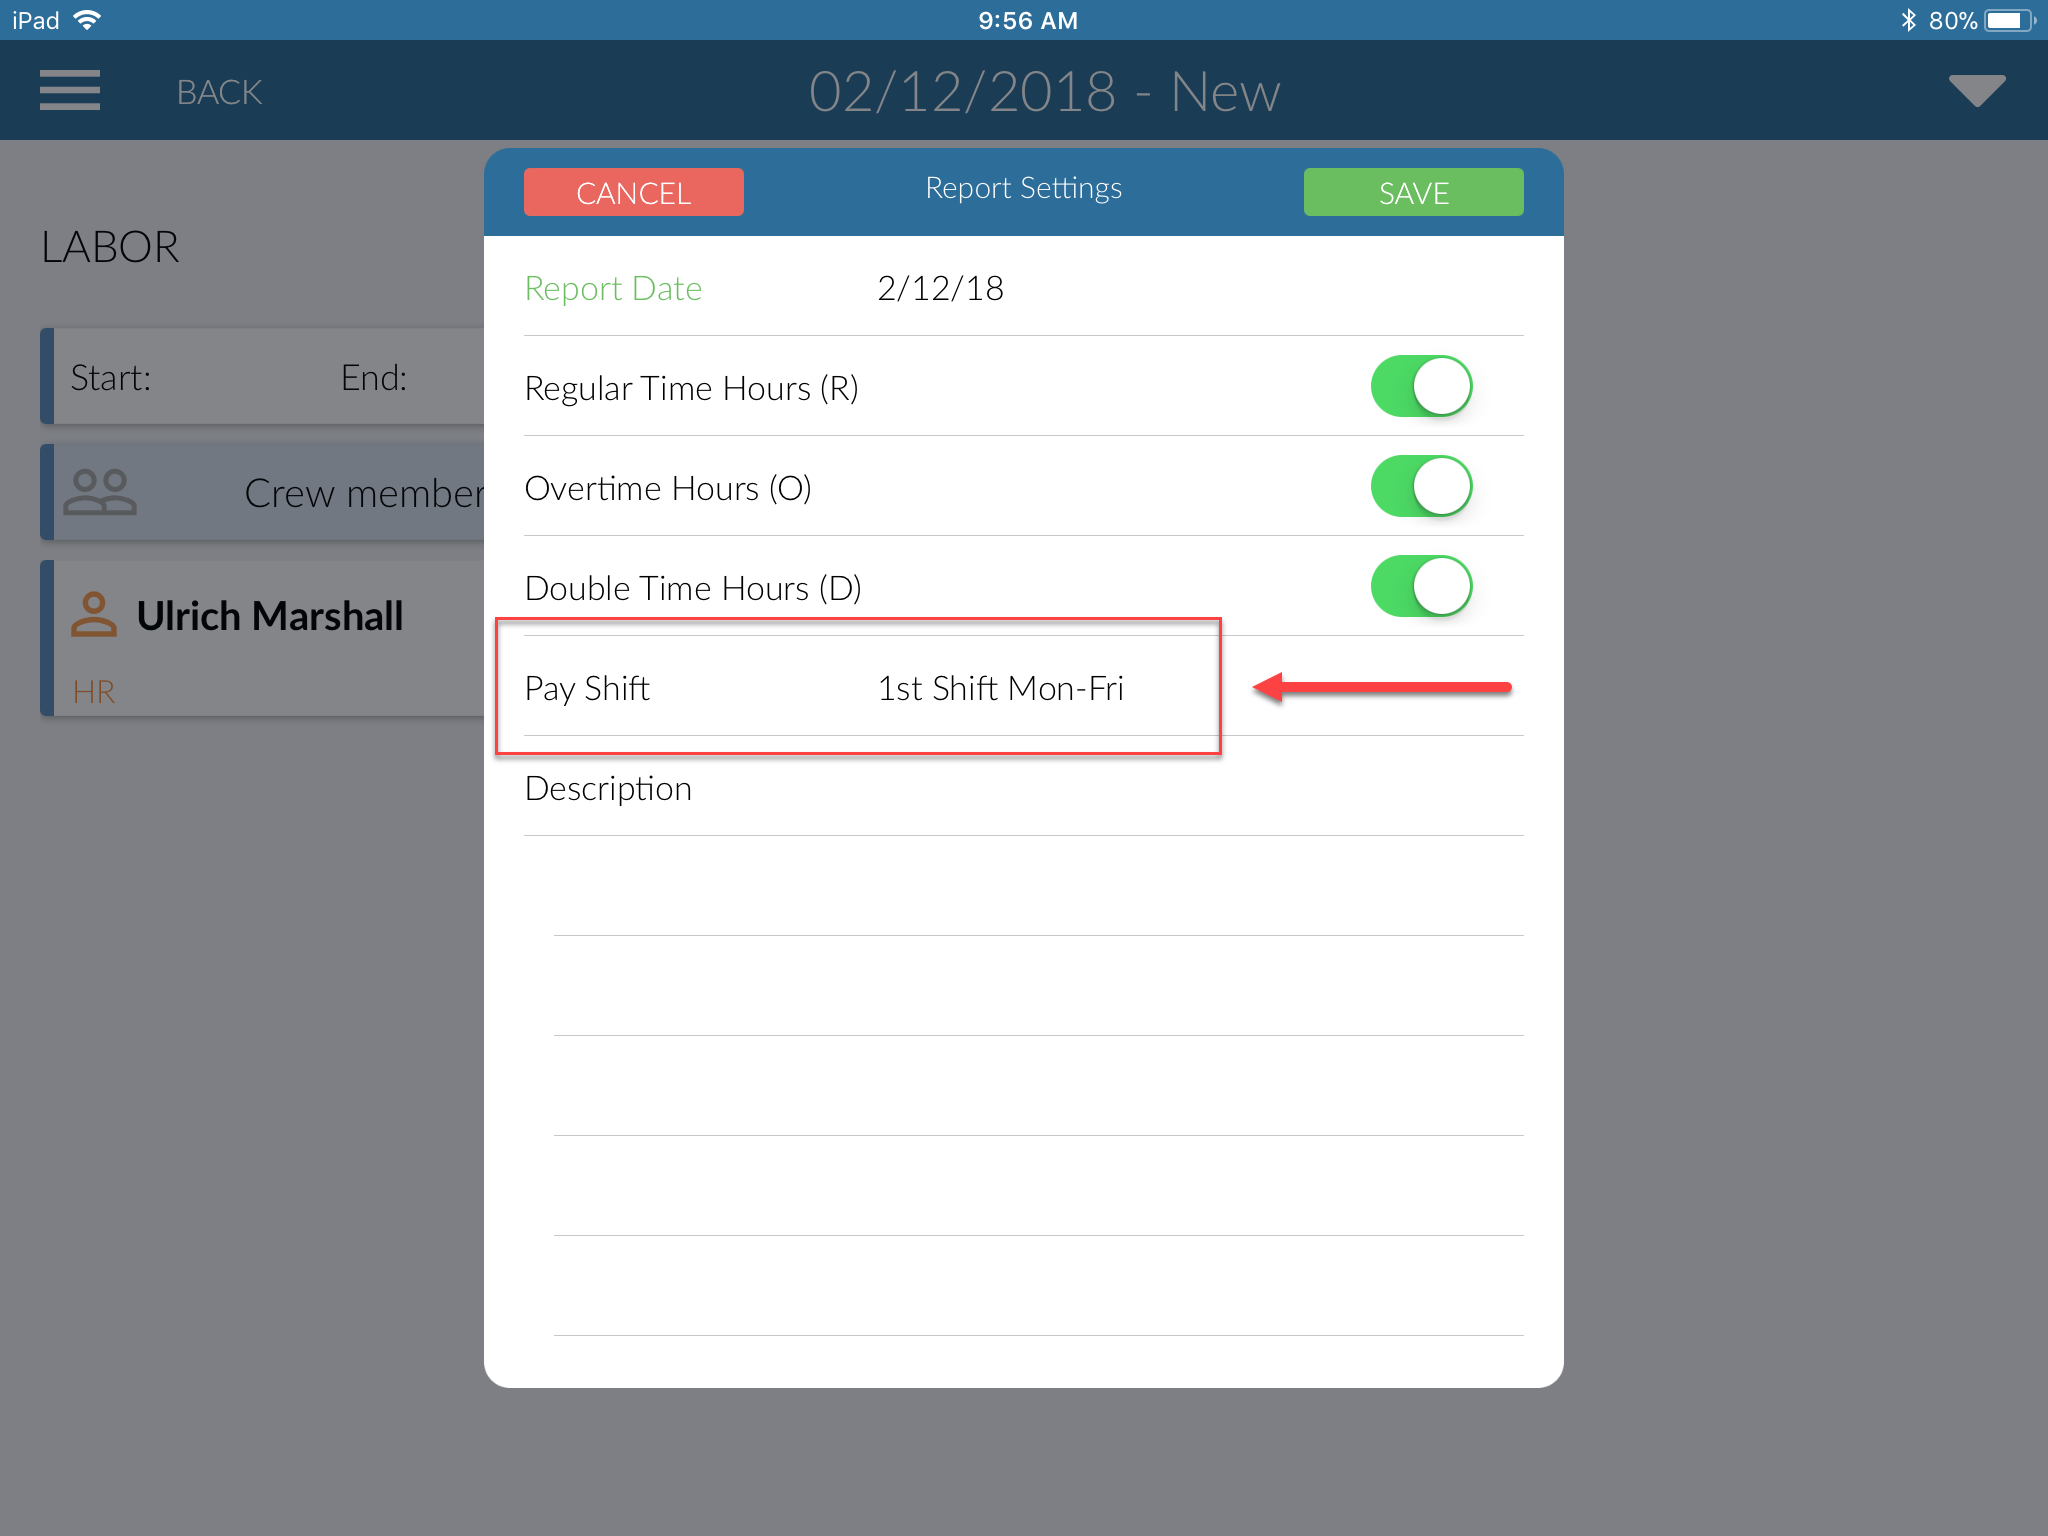 iPad 9:56 AM 80%
BACK 02/12/2018 - New
CANCEL Report Settings SAVE
LABOR
Report Date 2/12/18
Start: End:
Regular Time Hours (R)
Crew member
Overtime Hours (O)
Double Time Hours (D)
Ulrich Marshall
HR
Pay Shift 1st Shift Mon-Fri
Description